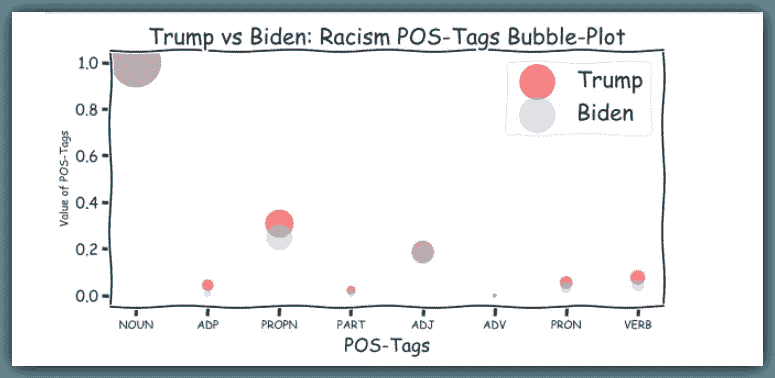 Trump vs Biden: Racism POS-Tags Bubble-Plot
Trump
Biden
Value of POS-Tags
1.0
0.8
0.6
0.4
0.2
0.0
NOUN ADP PROPN PART ADJ ADV PRON VERB
POS-Tags